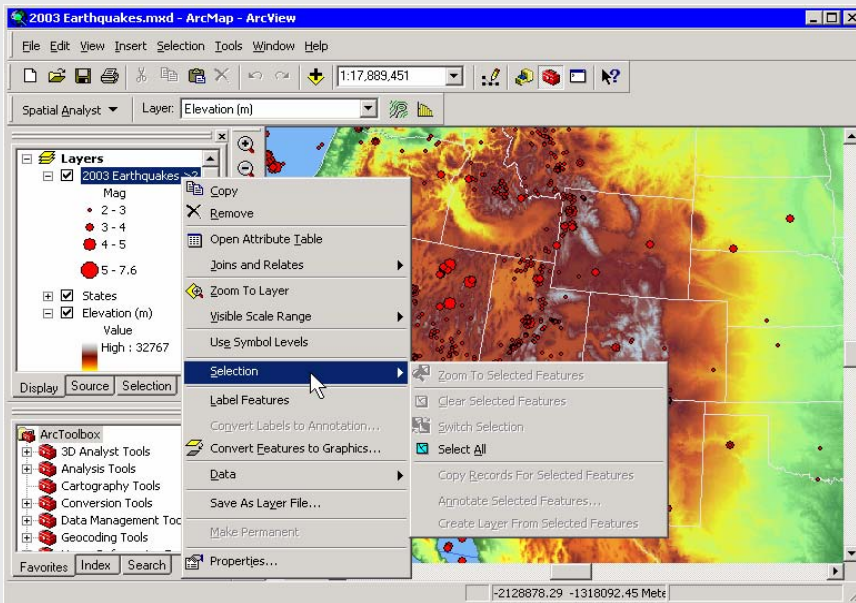 2003 Earthquakes.mxd - ArcMap - ArcView
File Edit View Insert Selection Tools Window Help
1:17,889,451
Spatial Analyst Layer: Elevation (m)
Layers
2003 Earthquakes >2
Mag
2 - 3
3 - 4
4 - 5
5 - 7.6
States
Elevation (m)
Value
High : 32767
Display Source Selection
ArcToolbox
3D Analyst Tools
Analysis Tools
Cartography Tools
Conversion Tools
Data Management Too
Geocoding Tools
Favorites Index Search
Copy
Remove
Open Attribute Table
Joins and Relates
Zoom To Layer
Visible Scale Range
Use Symbol Levels
Selection
Label Features
Convert Labels to Annotation...
Convert Features to Graphics...
Data
Save As Layer File...
Make Permanent
Properties...
Zoom To Selected Features
Clear Selected Features
Switch Selection
Select All
Copy Records For Selected Features
Annotate Selected Features...
Create Layer From Selected Features
-2128878.29 -1318092.45 Mete